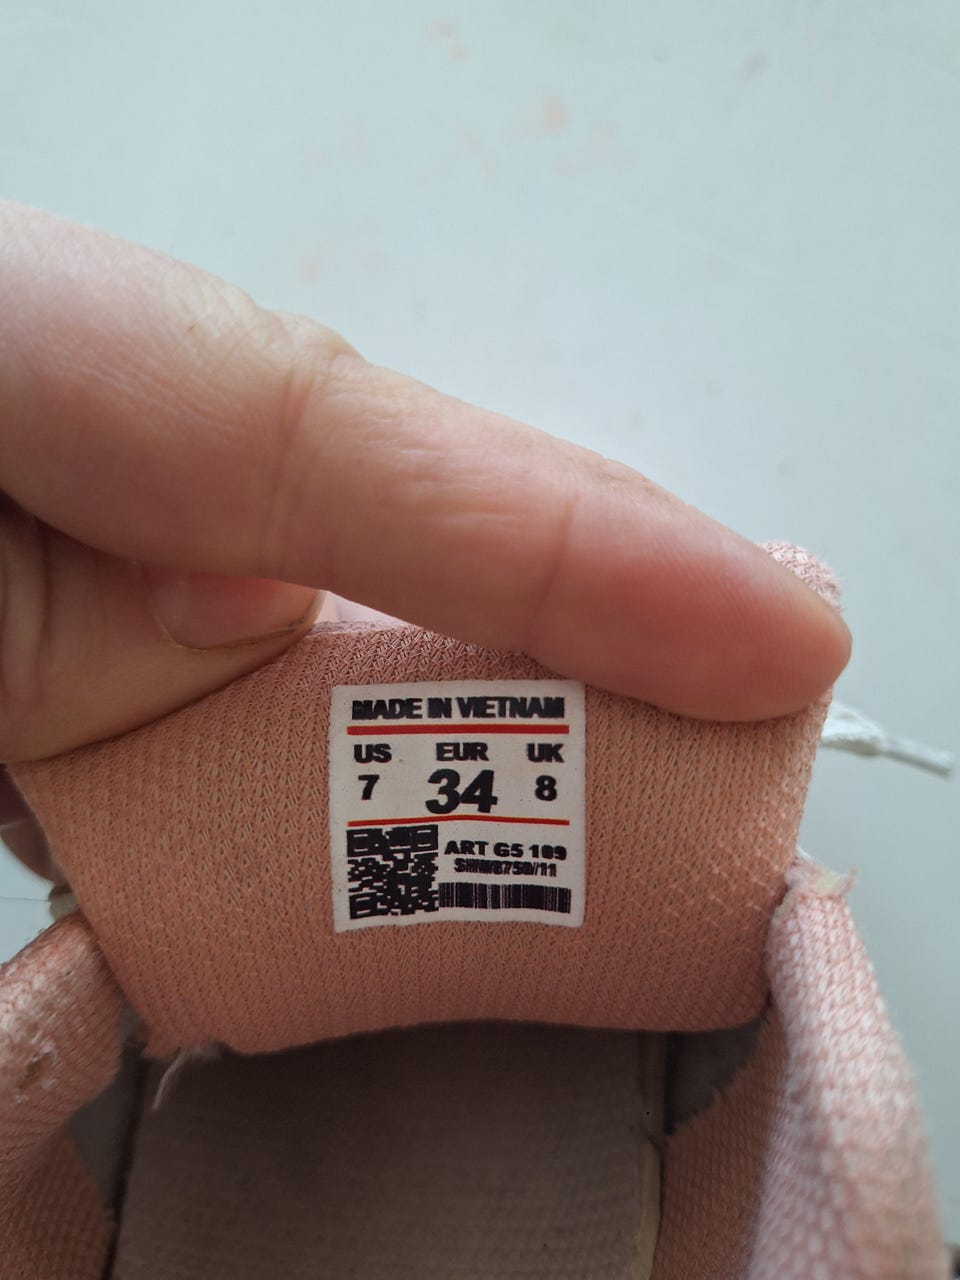 MADE IN VIETNAM
US EUR UK
7 34 8
ART G5 109